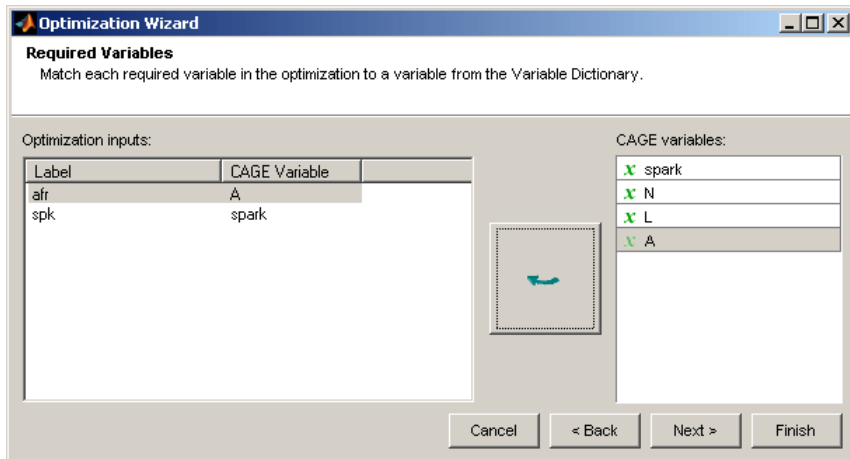 Optimization Wizard
Required Variables
Match each required variable in the optimization to a variable from the Variable Dictionary.
Optimization inputs:
CAGE variables:
Label CAGE Variable
afr A
spk spark
x spark
x N
x L
x A
Cancel < Back Next > Finish